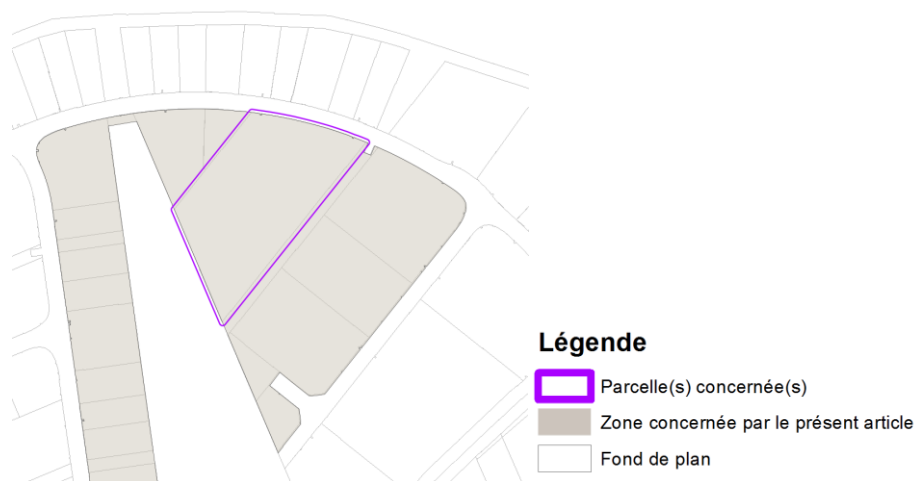 Légende
Parcelle(s) concernée(s)
Zone concernée par le présent article
Fond de plan